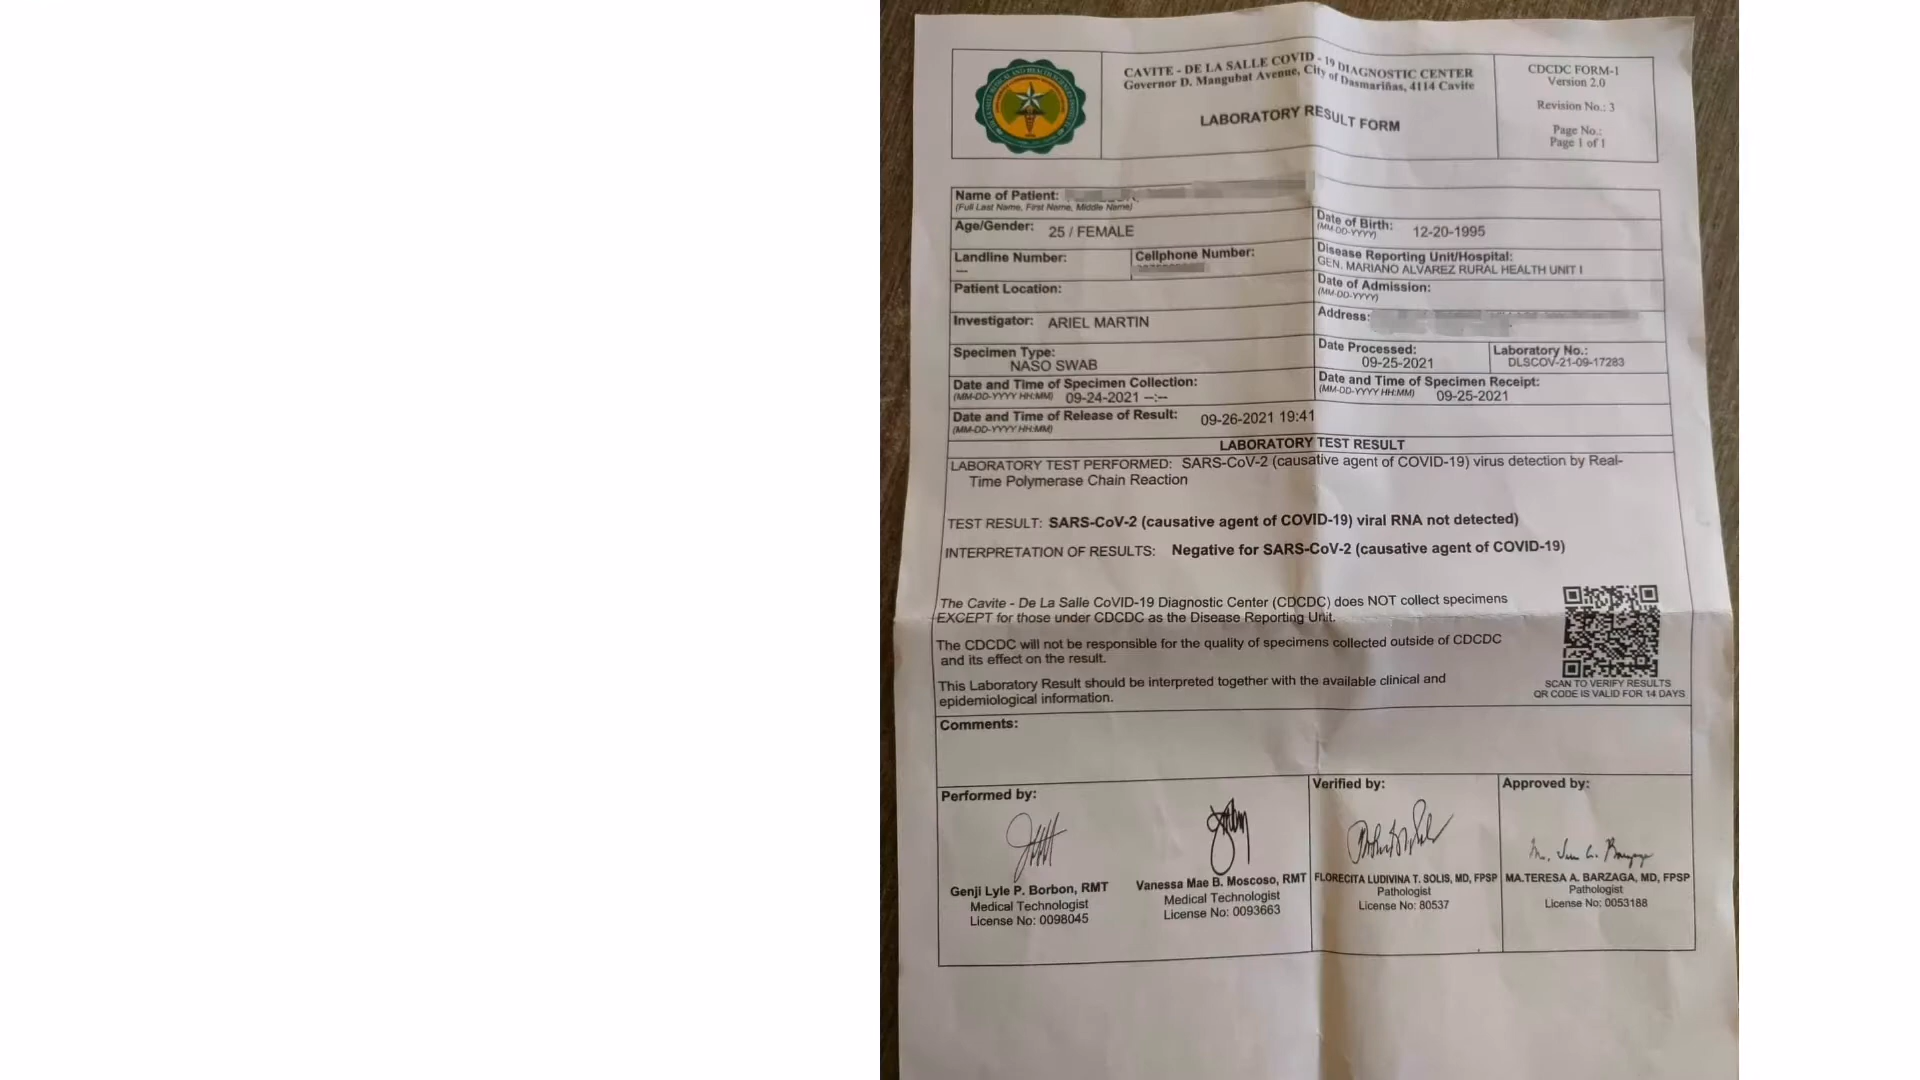 CAVITE - DE LA SALLE COVID - 19 DIAGNOSTIC CENTER
Governor D. Mangubat Avenue, City of Dasmariñas, 4114 Cavite
LABORATORY RESULT FORM
CDCDC FORM-1
Version 2.0
Revision No.: 3
Page No.:
Page 1 of 1
Name of Patient:
(Full Last Name, First Name, Middle Name)
Age/Gender: 25 / FEMALE
Date of Birth: 12-20-1995
(MM-DD-YYYY)
Landline Number:
---
Cellphone Number:
Disease Reporting Unit/Hospital:
GEN. MARIANO ALVAREZ RURAL HEALTH UNIT I
Patient Location:
Date of Admission:
(MM-DD-YYYY)
Investigator: ARIEL MARTIN
Address:
Specimen Type:
NASO SWAB
Date Processed:
09-25-2021
Laboratory No.:
DLSCOV-21-09-17283
Date and Time of Specimen Collection:
(MM-DD-YYYY HH:MM) 09-24-2021 --:--
Date and Time of Specimen Receipt:
(MM-DD-YYYY HH:MM) 09-25-2021
Date and Time of Release of Result: 09-26-2021 19:41
(MM-DD-YYYY HH:MM)
LABORATORY TEST RESULT
LABORATORY TEST PERFORMED: SARS-CoV-2 (causative agent of COVID-19) virus detection by Real-
Time Polymerase Chain Reaction
TEST RESULT: SARS-CoV-2 (causative agent of COVID-19) viral RNA not detected)
INTERPRETATION OF RESULTS: Negative for SARS-CoV-2 (causative agent of COVID-19)
The Cavite - De La Salle CoVID-19 Diagnostic Center (CDCDC) does NOT collect specimens
EXCEPT for those under CDCDC as the Disease Reporting Unit.
The CDCDC will not be responsible for the quality of specimens collected outside of CDCDC
and its effect on the result.
This Laboratory Result should be interpreted together with the available clinical and
epidemiological information.
SCAN TO VERIFY RESULTS
QR CODE IS VALID FOR 14 DAYS
Comments:
Performed by:
Genji Lyle P. Borbon, RMT
Medical Technologist
License No: 0098045
Vanessa Mae B. Moscoso, RMT
Medical Technologist
License No: 0093663
Verified by:
FLORECITA LUDIVINA T. SOLIS, MD, FPSP
Pathologist
License No: 80537
Approved by:
MA.TERESA A. BARZAGA, MD, FPSP
Pathologist
License No: 0053188